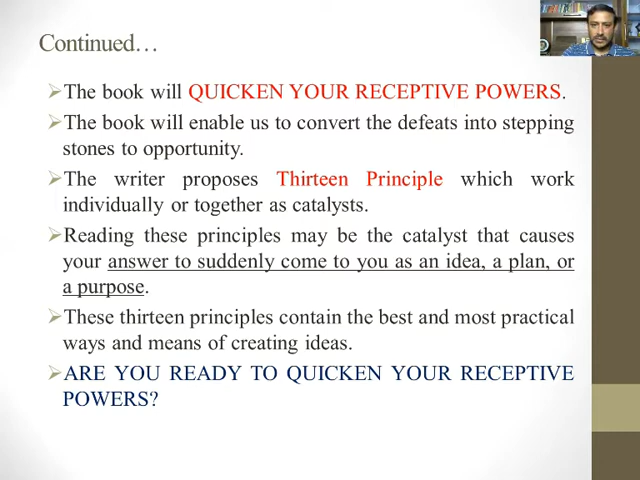 Continued…
The book will QUICKEN YOUR RECEPTIVE POWERS.
The book will enable us to convert the defeats into stepping
stones to opportunity.
The writer proposes Thirteen Principle which work
individually or together as catalysts.
Reading these principles may be the catalyst that causes
your answer to suddenly come to you as an idea, a plan, or
a purpose.
These thirteen principles contain the best and most practical
ways and means of creating ideas.
ARE YOU READY TO QUICKEN YOUR RECEPTIVE
POWERS?